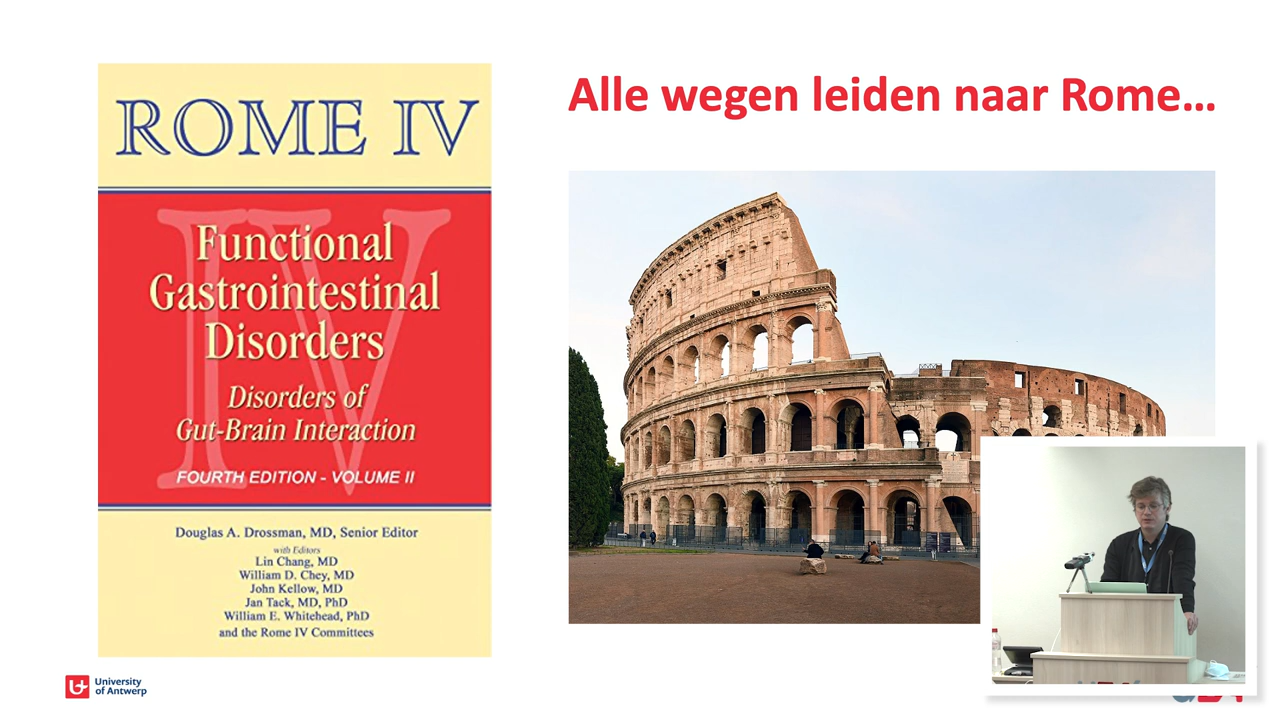 ROME IV
Functional
Gastrointestinal
Disorders
Disorders of
Gut-Brain Interaction
FOURTH EDITION - VOLUME II
Douglas A. Drossman, MD, Senior Editor
with Editors
Lin Chang, MD
William D. Chey, MD
John Kellow, MD
Jan Tack, MD, PhD
William E. Whitehead, PhD
and the Rome IV Committees
Alle wegen leiden naar Rome...
University
of Antwerp